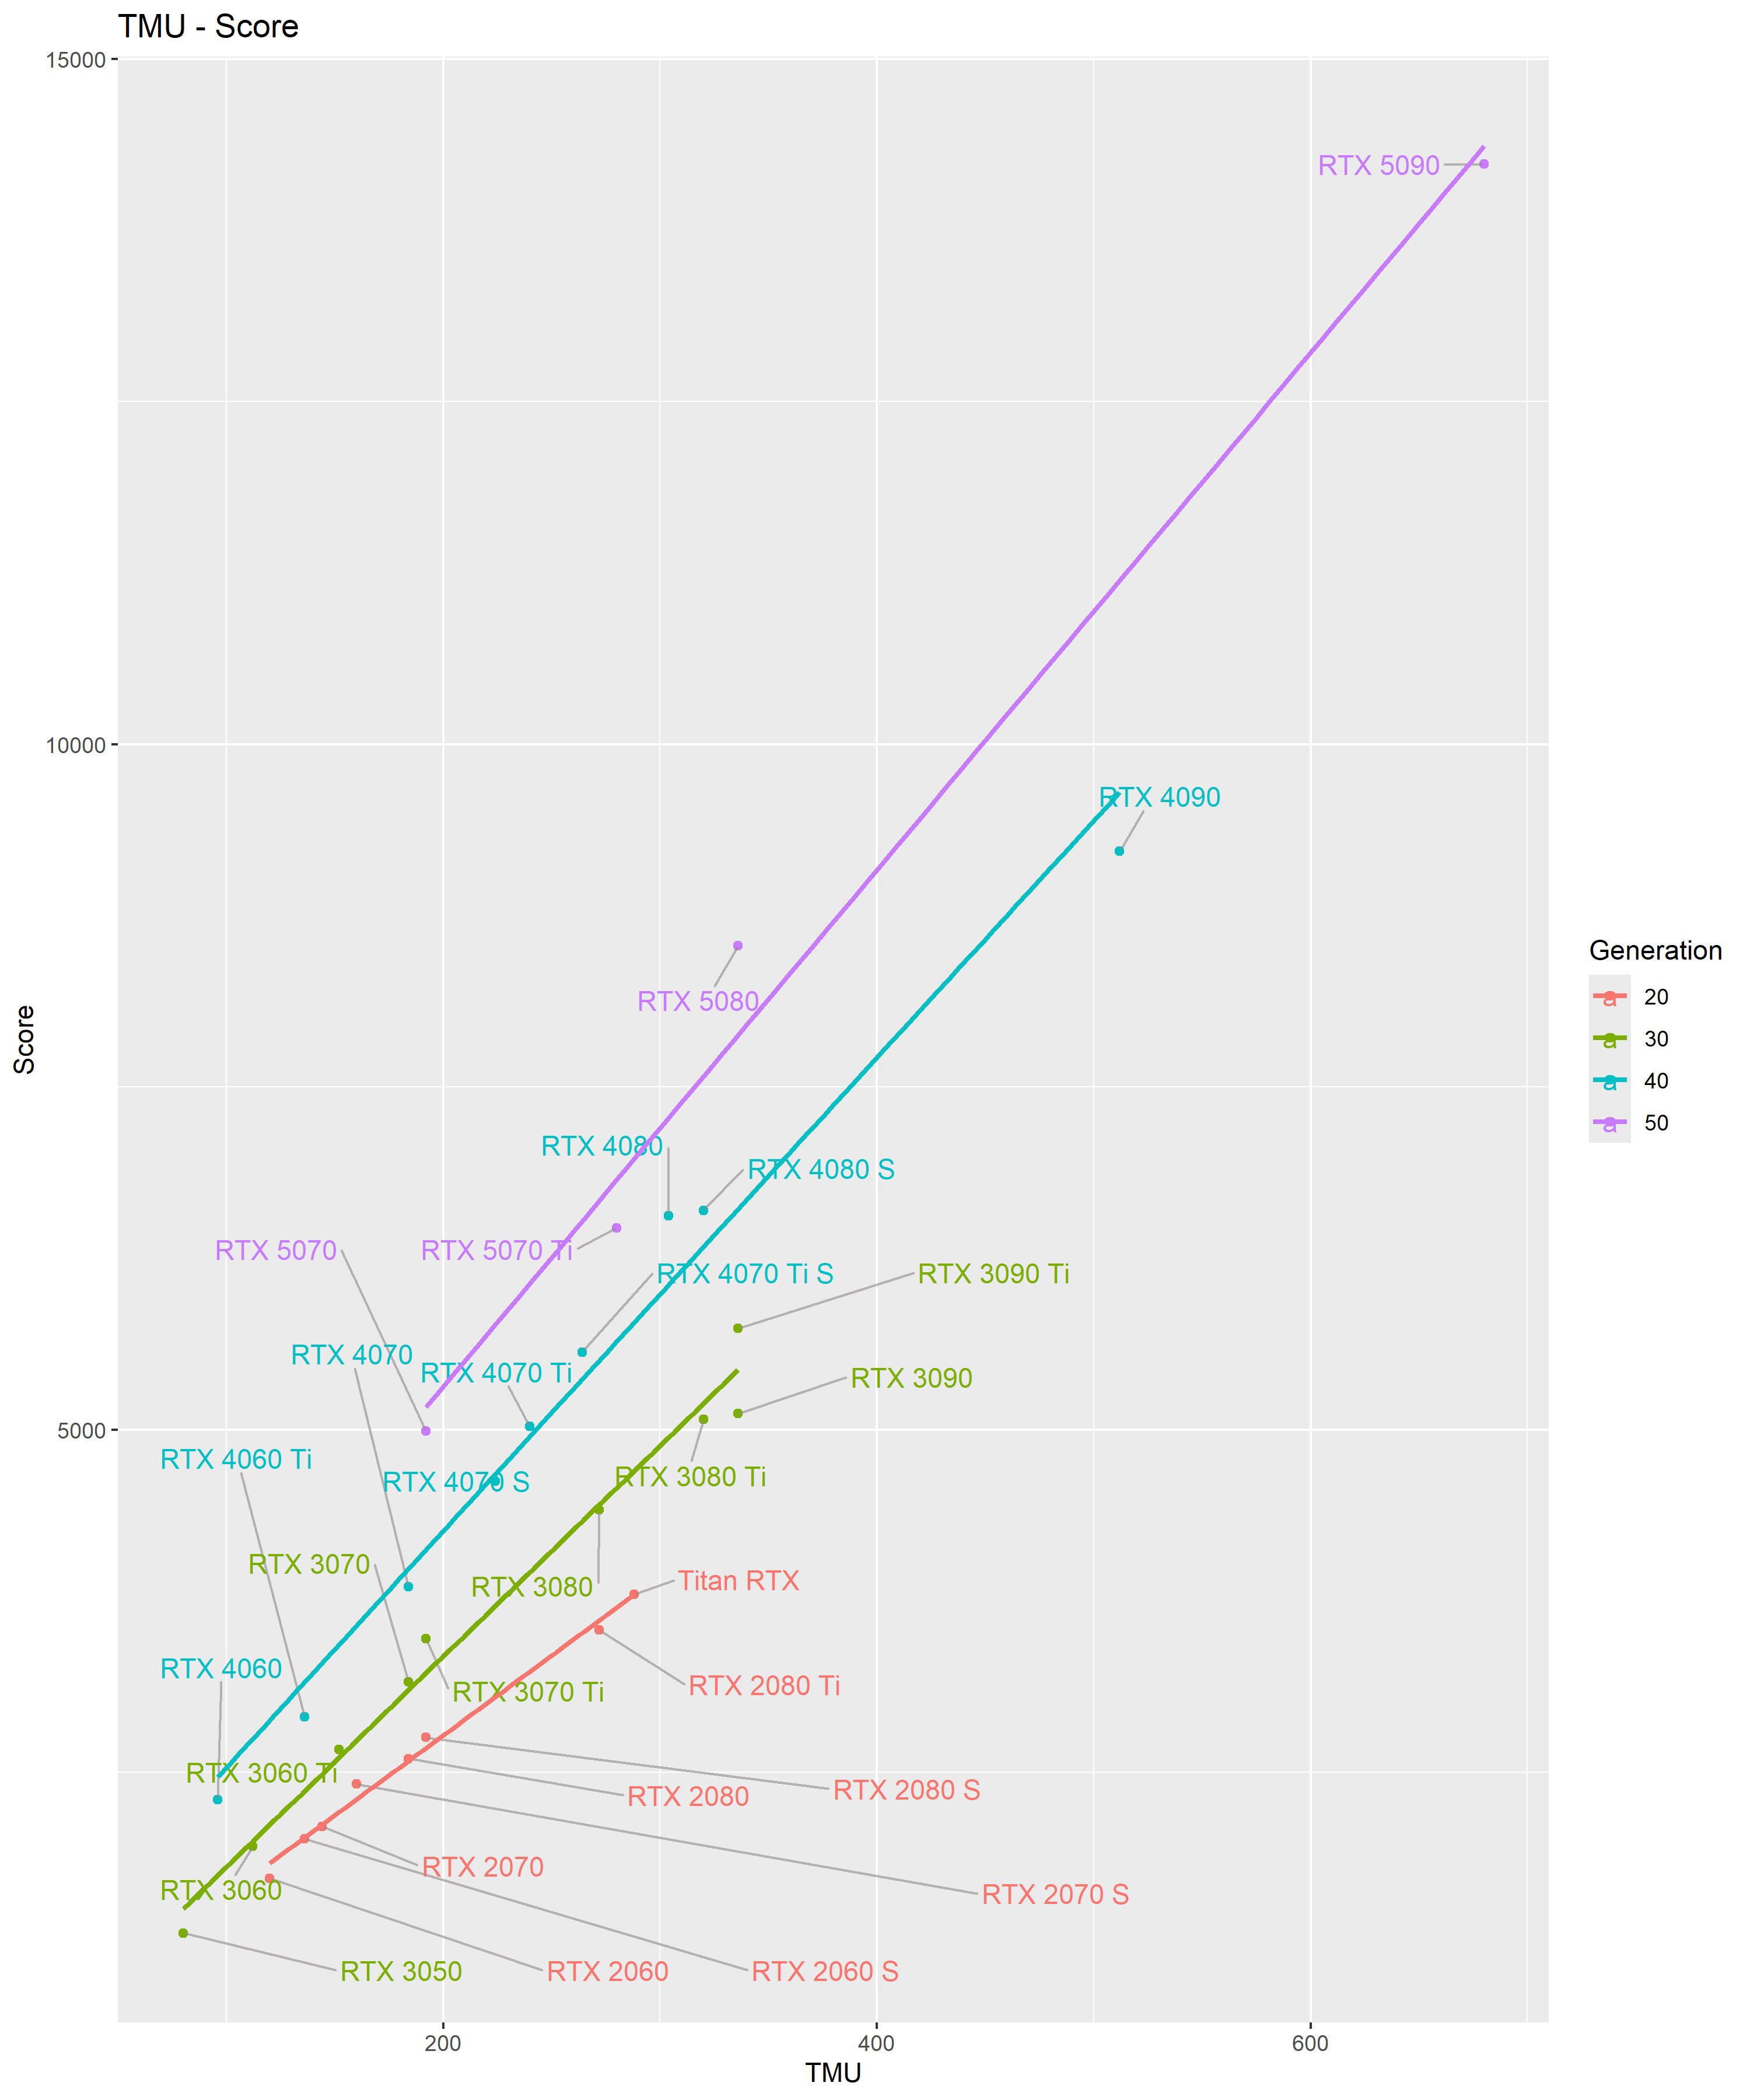 TMU - Score
15000
RTX 5090
10000
RTX 4090
RTX 5080
RTX 4080
RTX 4080 S
RTX 5070
RTX 5070 Ti
RTX 4070 Ti S
RTX 3090 Ti
RTX 4070
RTX 4070 Ti
RTX 3090
5000
RTX 4060 Ti
RTX 4070 S
RTX 3080 Ti
RTX 3070
RTX 3080
Titan RTX
RTX 4060
RTX 3070 Ti
RTX 2080 Ti
RTX 3060 Ti
RTX 2080
RTX 2080 S
RTX 2070
RTX 3060
RTX 2070 S
RTX 3050
RTX 2060
RTX 2060 S
200
400
600
TMU
Score
Generation
a 20
a 30
a 40
a 50